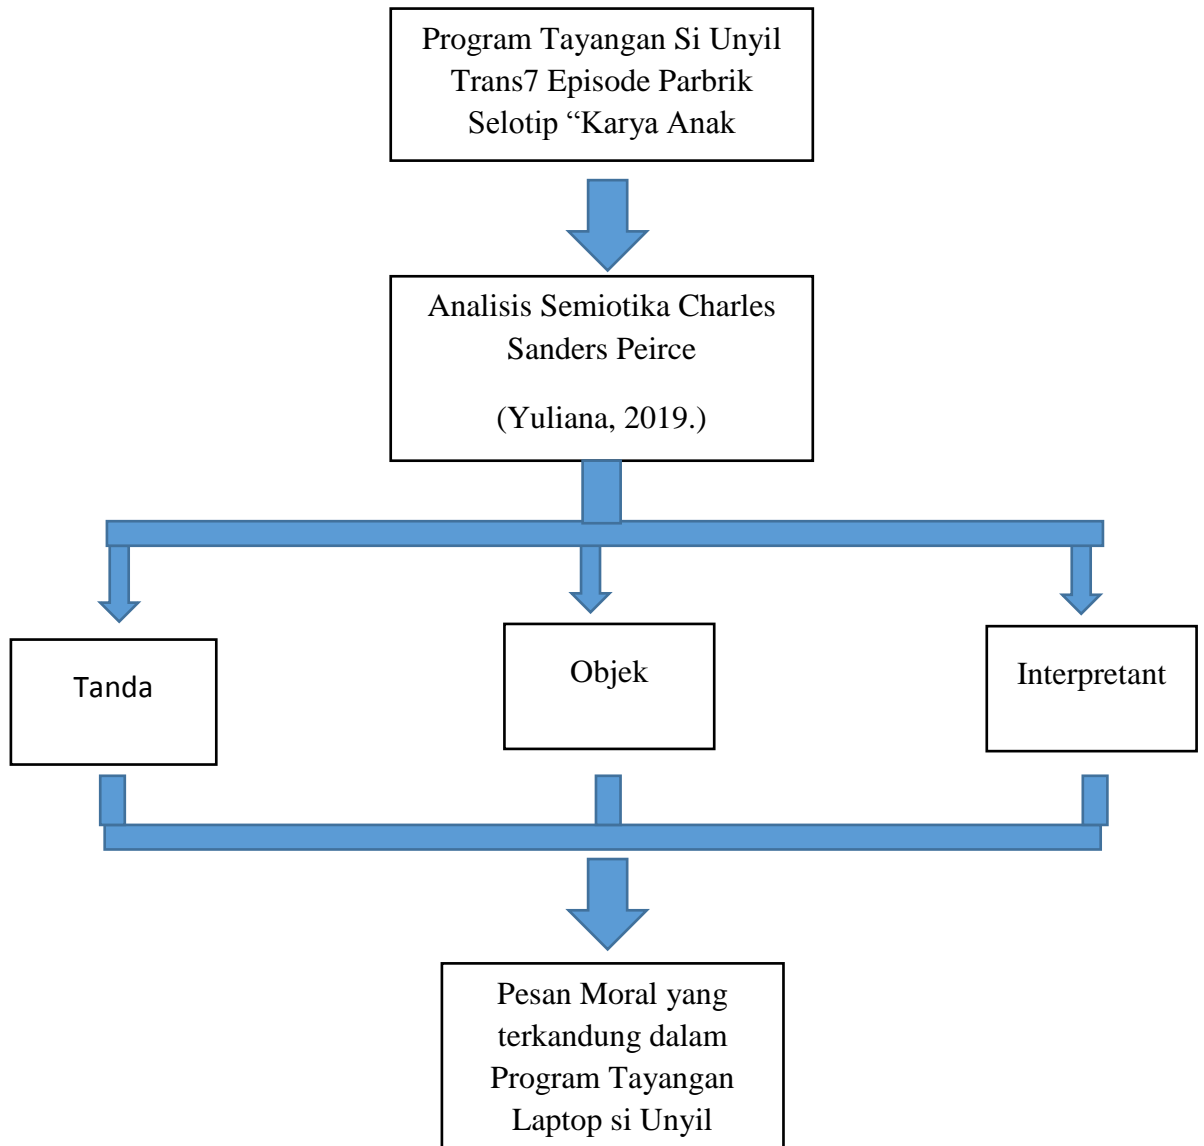 Program Tayangan Si Unyil
Trans7 Episode Parbrik
Selotip “Karya Anak
Analisis Semiotika Charles
Sanders Peirce
(Yuliana, 2019.)
Tanda
Objek
Interpretant
Pesan Moral yang
terkandung dalam
Program Tayangan
Laptop si Unyil